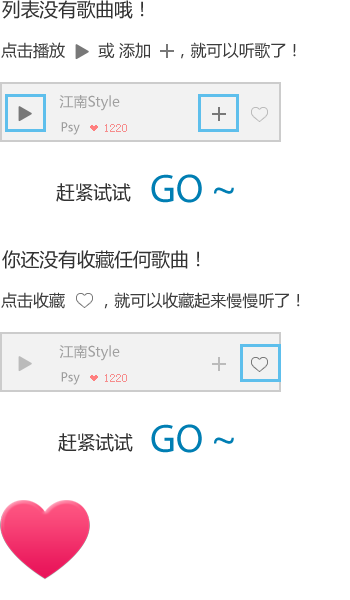 列表没有歌曲哦！
点击播放 或 添加 ，就可以听歌了！
江南Style
Psy 1220
赶紧试试 GO ~
你还没有收藏任何歌曲！
点击收藏 ，就可以收藏起来慢慢听了！
江南Style
Psy 1220
赶紧试试 GO ~